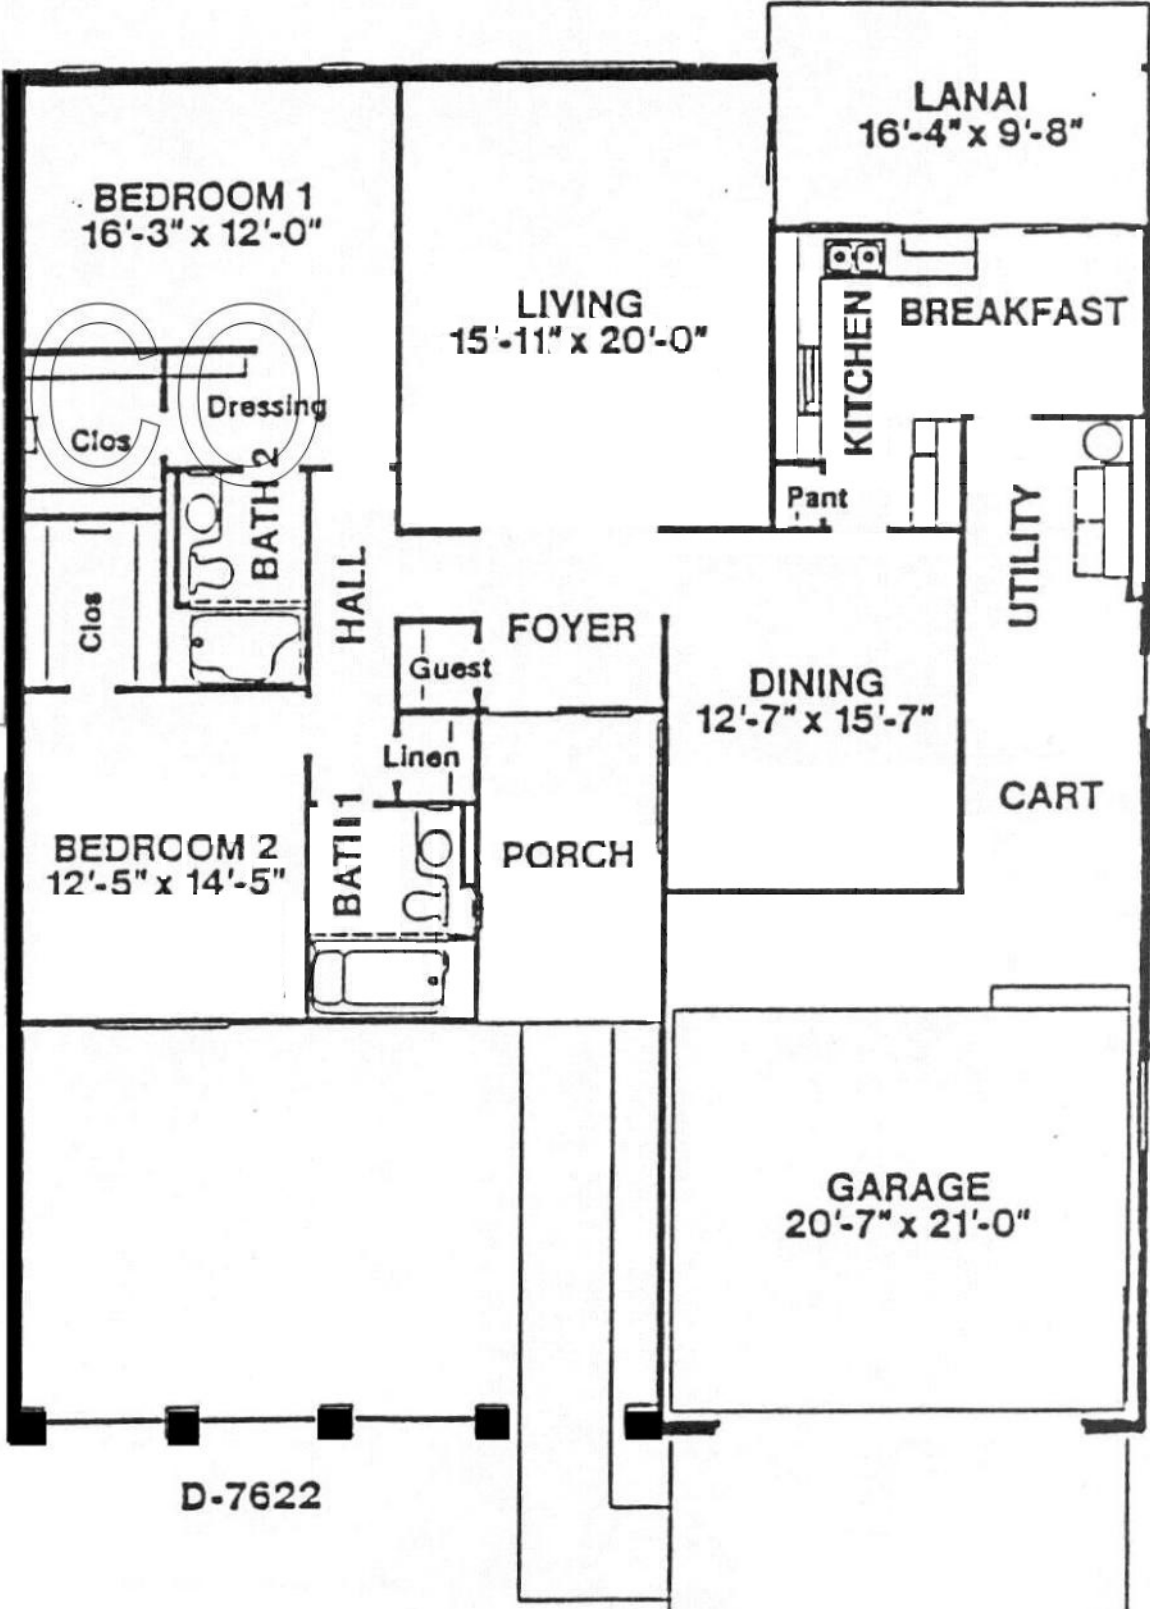 LANAI
16'-4" x 9'-8"
BEDROOM 1
16'-3" x 12'-0"
LIVING
15'-11" x 20'-0"
KITCHEN
BREAKFAST
Dressing
Clos
BATH 2
Pant
UTILITY
HALL
Clos
FOYER
Guest
DINING
12'-7" x 15'-7"
Linen
CART
BEDROOM 2
12'-5" x 14'-5"
BATH 1
PORCH
GARAGE
20'-7" x 21'-0"
D-7622